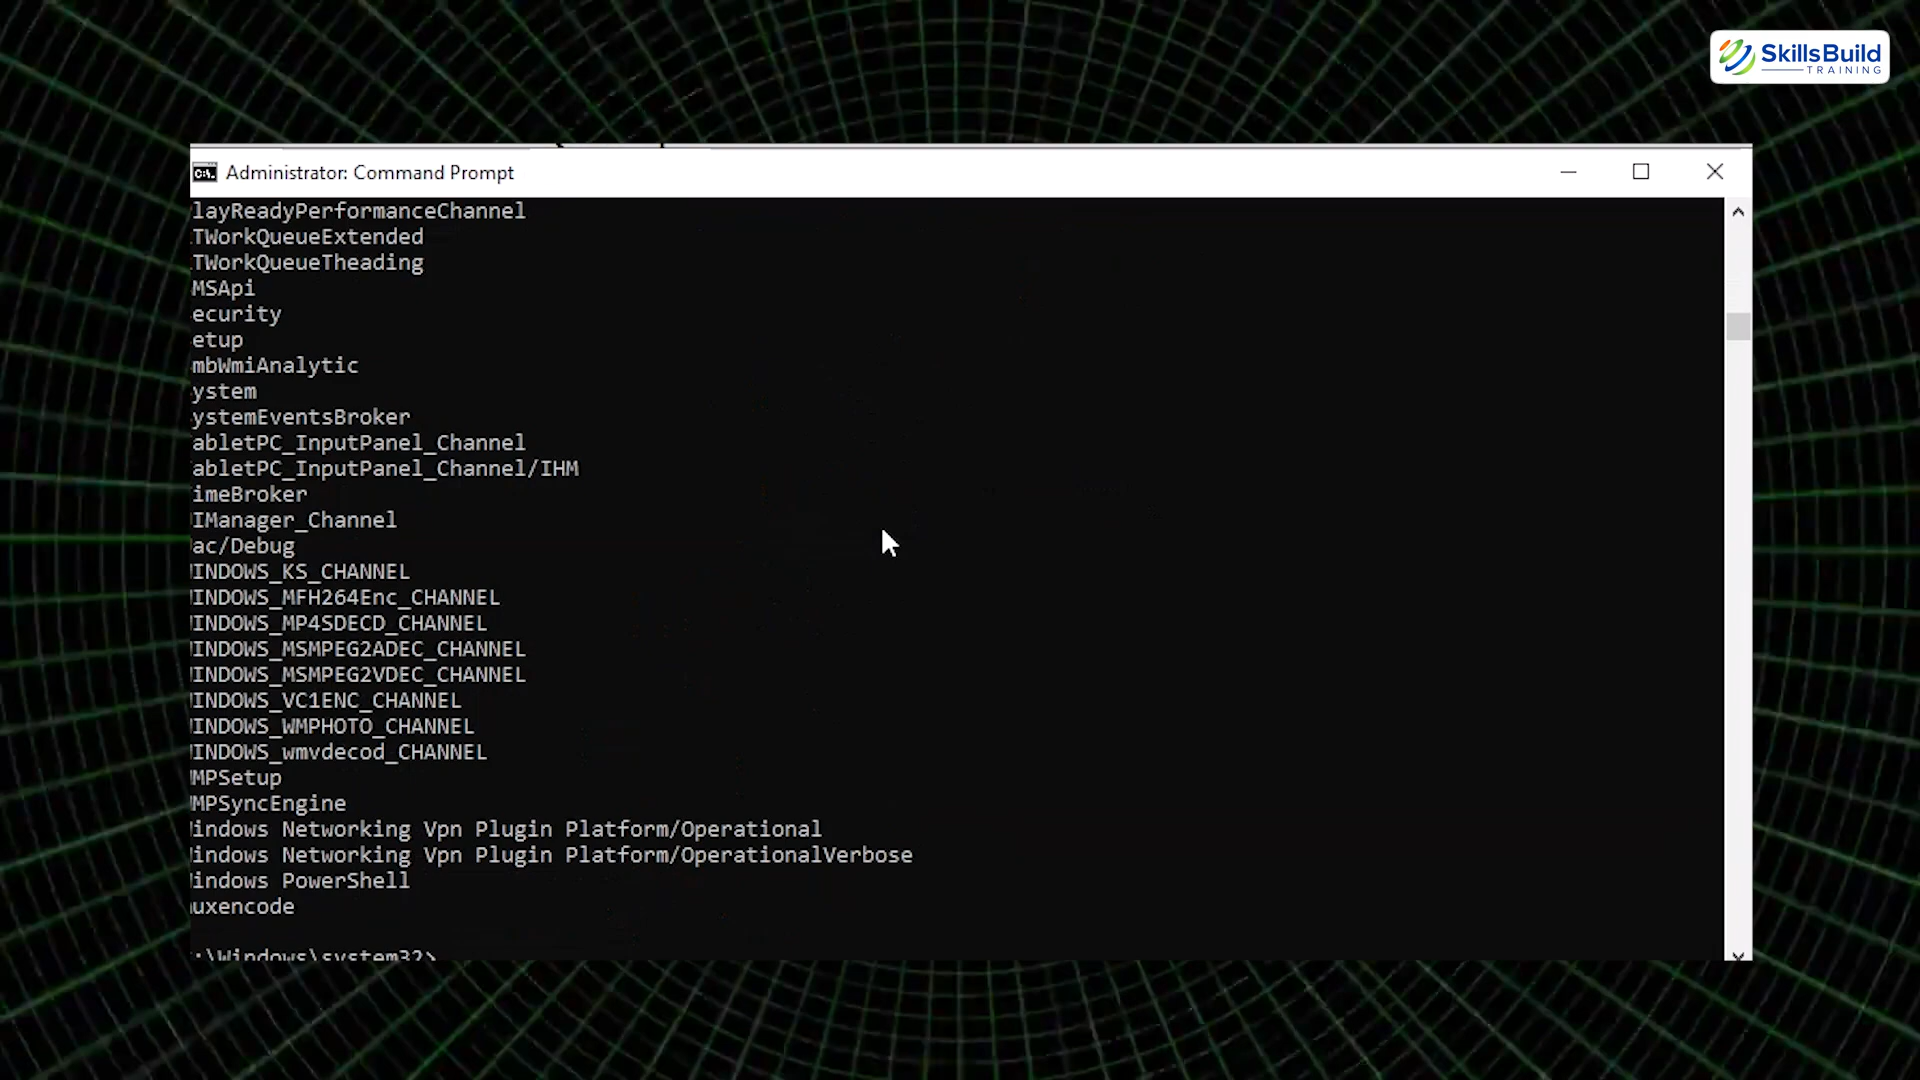 SkillsBuild
TRAINING
Administrator: Command Prompt
layReadyPerformanceChannel
TWorkQueueExtended
TWorkQueueTheading
MSApi
ecurity
etup
mbWmiAnalytic
ystem
ystemEventsBroker
abletPC_InputPanel_Channel
abletPC_InputPanel_Channel/IHM
imeBroker
IManager_Channel
ac/Debug
INDOWS_KS_CHANNEL
INDOWS_MFH264Enc_CHANNEL
INDOWS_MP4SDECD_CHANNEL
INDOWS_MSMPEG2ADEC_CHANNEL
INDOWS_MSMPEG2VDEC_CHANNEL
INDOWS_VC1ENC_CHANNEL
INDOWS_WMPHOTO_CHANNEL
INDOWS_wmvdecod_CHANNEL
MPSetup
MPSyncEngine
indows Networking Vpn Plugin Platform/Operational
indows Networking Vpn Plugin Platform/OperationalVerbose
indows PowerShell
uxencode
:\Windows\system32>